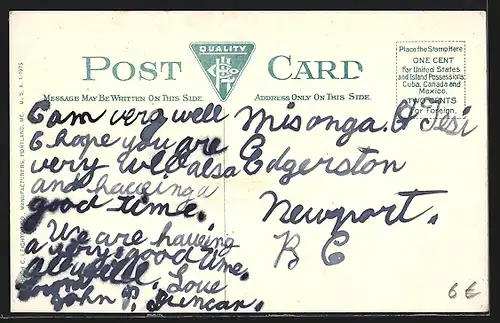 QUALITY
POST CARD
MESSAGE MAY BE WRITTEN ON THIS SIDE.
ADDRESS ONLY ON THIS SIDE.
Place the Stamp Here
ONE CENT
for United States
and Island Possessions
Cuba, Canada and
Mexico.
TWO CENTS
for Foreign.
I am very well
I hope you are
very well also
and haveing a
good time.
We are haveing
a very good time.
Love
John P. Duncan.
Edgerston
Newport.
R C
6€